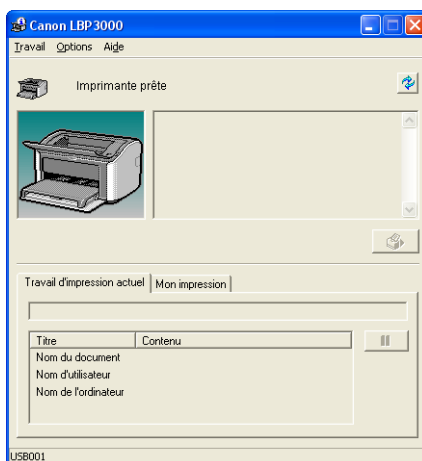 Canon LBP3000
Travail Options Aide
Imprimante prête
Travail d'impression actuel Mon impression
Titre Contenu
Nom du document
Nom d'utilisateur
Nom de l'ordinateur
USB001